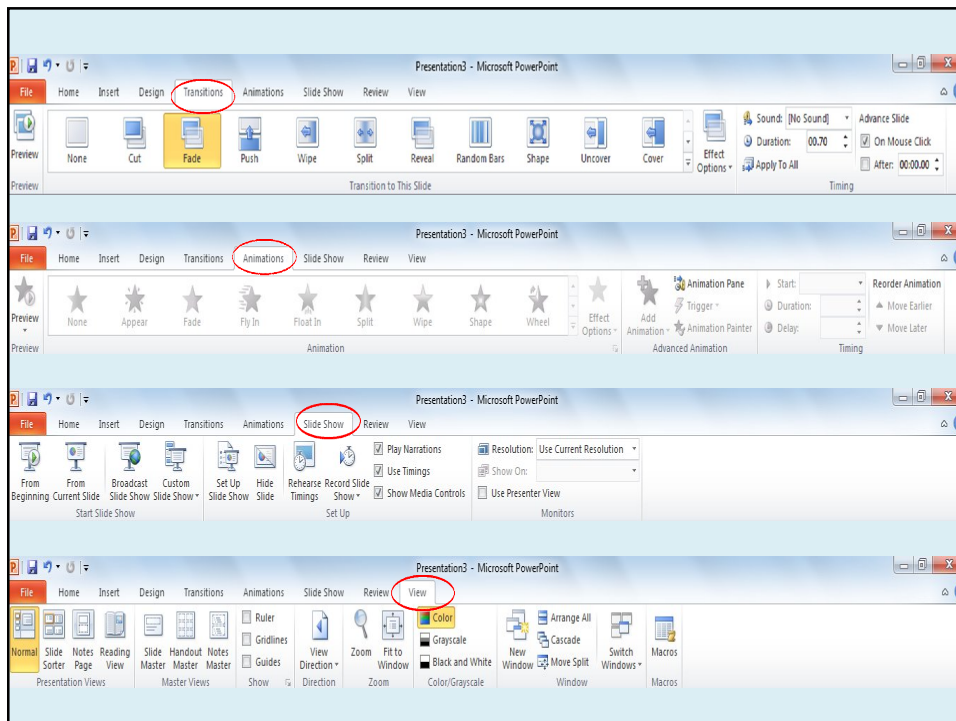 Presentation3 - Microsoft PowerPoint
File Home Insert Design Transitions Animations Slide Show Review View
Preview None Cut Fade Push Wipe Split Reveal Random Bars Shape Uncover Cover Effect Options Sound: [No Sound] Advance Slide
Duration: 00.70 On Mouse Click
Apply To All After: 00:00.00
Preview Transition to This Slide Timing
Presentation3 - Microsoft PowerPoint
File Home Insert Design Transitions Animations Slide Show Review View
Preview None Appear Fade Fly In Float In Split Wipe Shape Wheel Effect Options Add Animation Animation Pane Start: Reorder Animation
Trigger Duration: Move Earlier
Animation Painter Delay: Move Later
Preview Animation Advanced Animation Timing
Presentation3 - Microsoft PowerPoint
File Home Insert Design Transitions Animations Slide Show Review View
From Beginning From Current Slide Broadcast Slide Show Custom Slide Show Set Up Slide Show Hide Slide Rehearse Timings Record Slide Show Play Narrations Resolution: Use Current Resolution
Use Timings Show On:
Show Media Controls Use Presenter View
Start Slide Show Set Up Monitors
Presentation3 - Microsoft PowerPoint
File Home Insert Design Transitions Animations Slide Show Review View
Normal Slide Sorter Notes Page Reading View Slide Master Handout Master Notes Master Ruler View Direction Zoom Fit to Window Color New Window Arrange All Switch Windows Macros
Gridlines Grayscale Cascade
Guides Black and White Move Split
Presentation Views Master Views Show Direction Zoom Color/Grayscale Window Macros